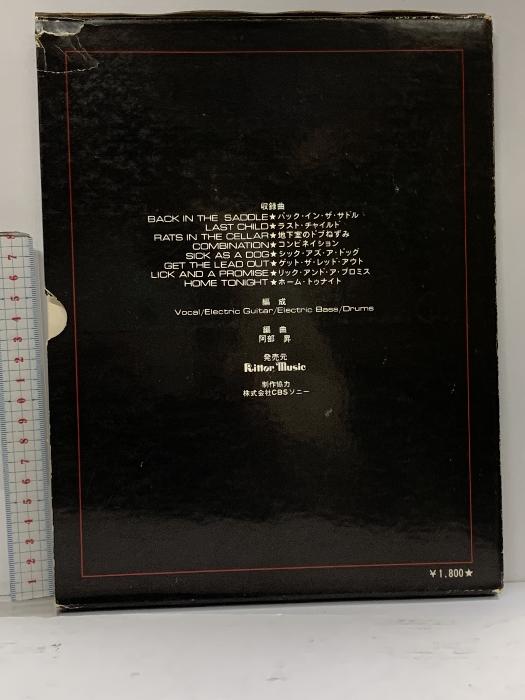 収録曲
BACK IN THE SADDLE★バック・イン・ザ・サドル
LAST CHILD★ラスト・チャイルド
RATS IN THE CELLAR★地下室のドブねずみ
COMBINATION★コンビネイション
SICK AS A DOG★シック・アズ・ア・ドッグ
GET THE LEAD OUT★ゲット・ザ・レッド・アウト
LICK AND A PROMISE★リック・アンド・ア・プロミス
HOME TONIGHT★ホーム・トゥナイト
編成
Vocal/Electric Guitar/Electric Bass/Drums
編曲
阿部 昇
発売元
Rittor Music
制作協力
株式会社CBSソニー
¥1,800★